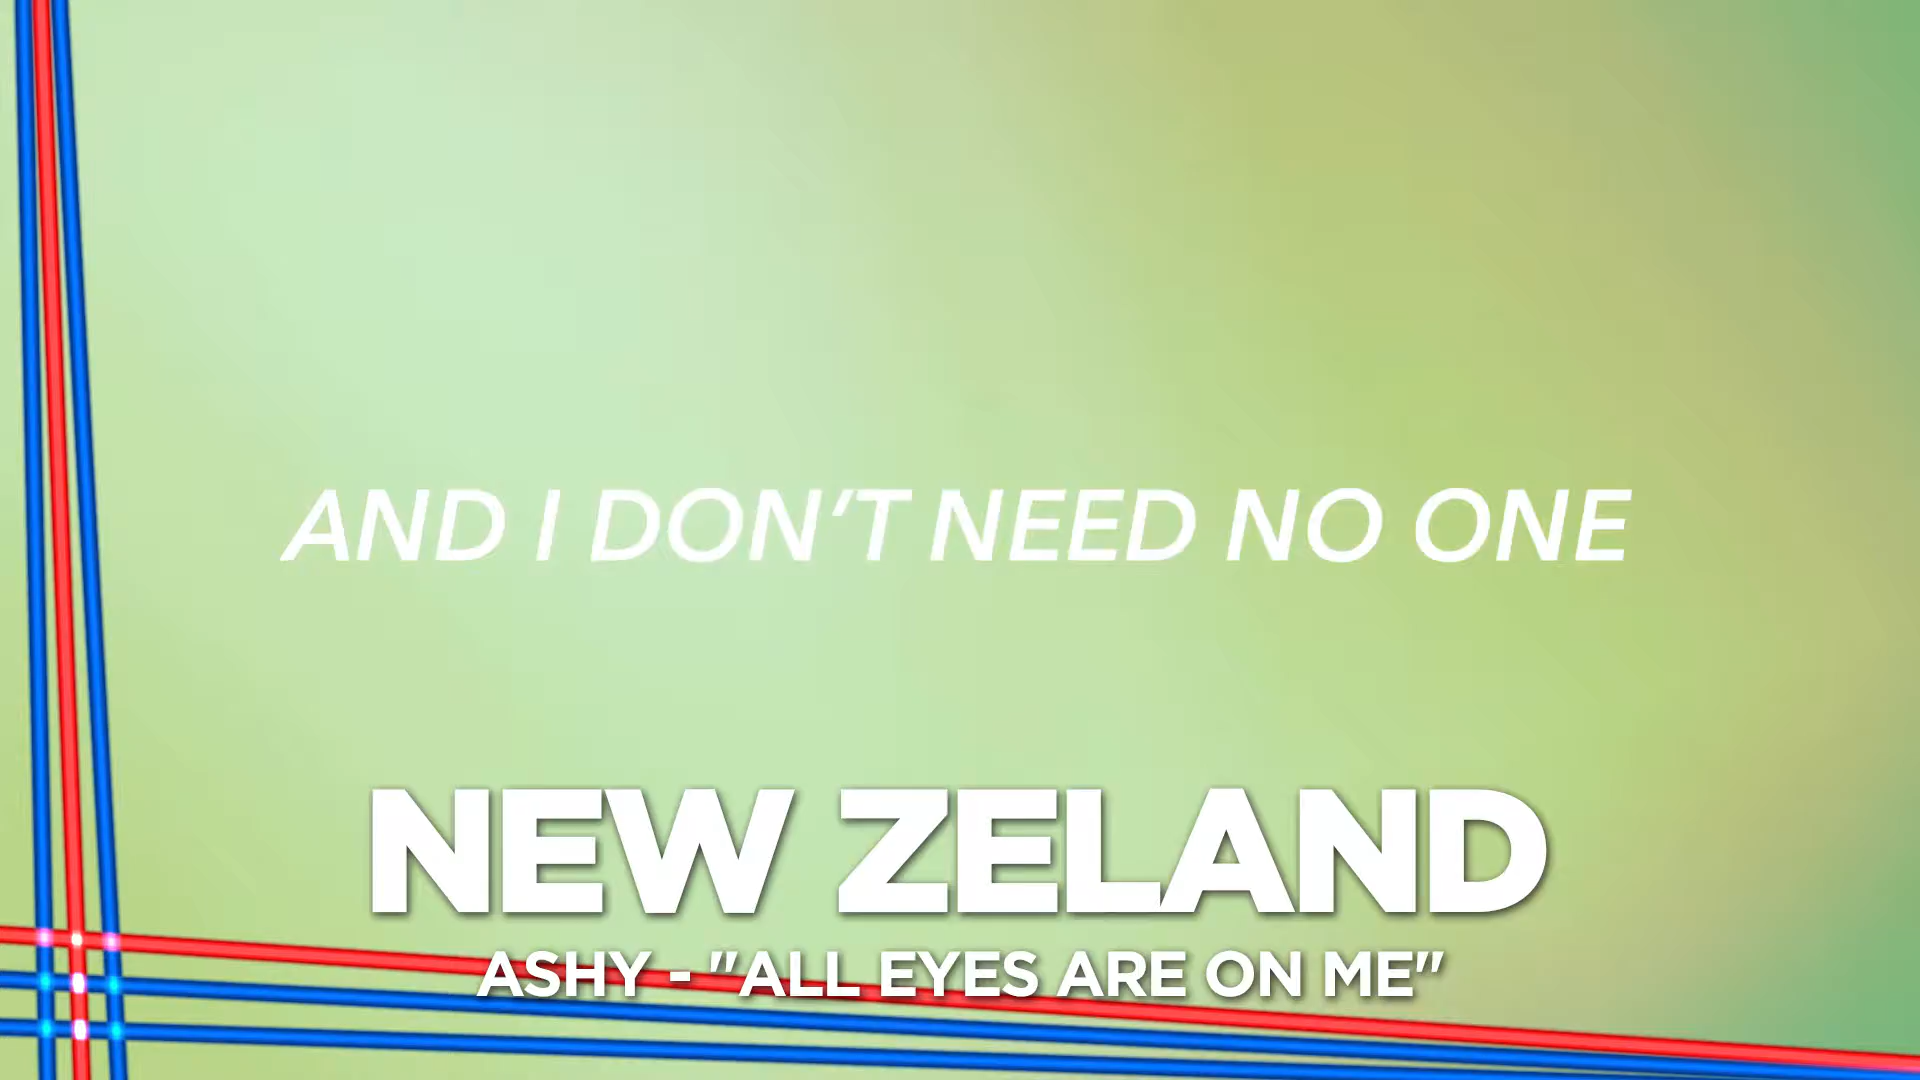 AND I DON'T NEED NO ONE
NEW ZELAND
ASHY - "ALL EYES ARE ON ME"